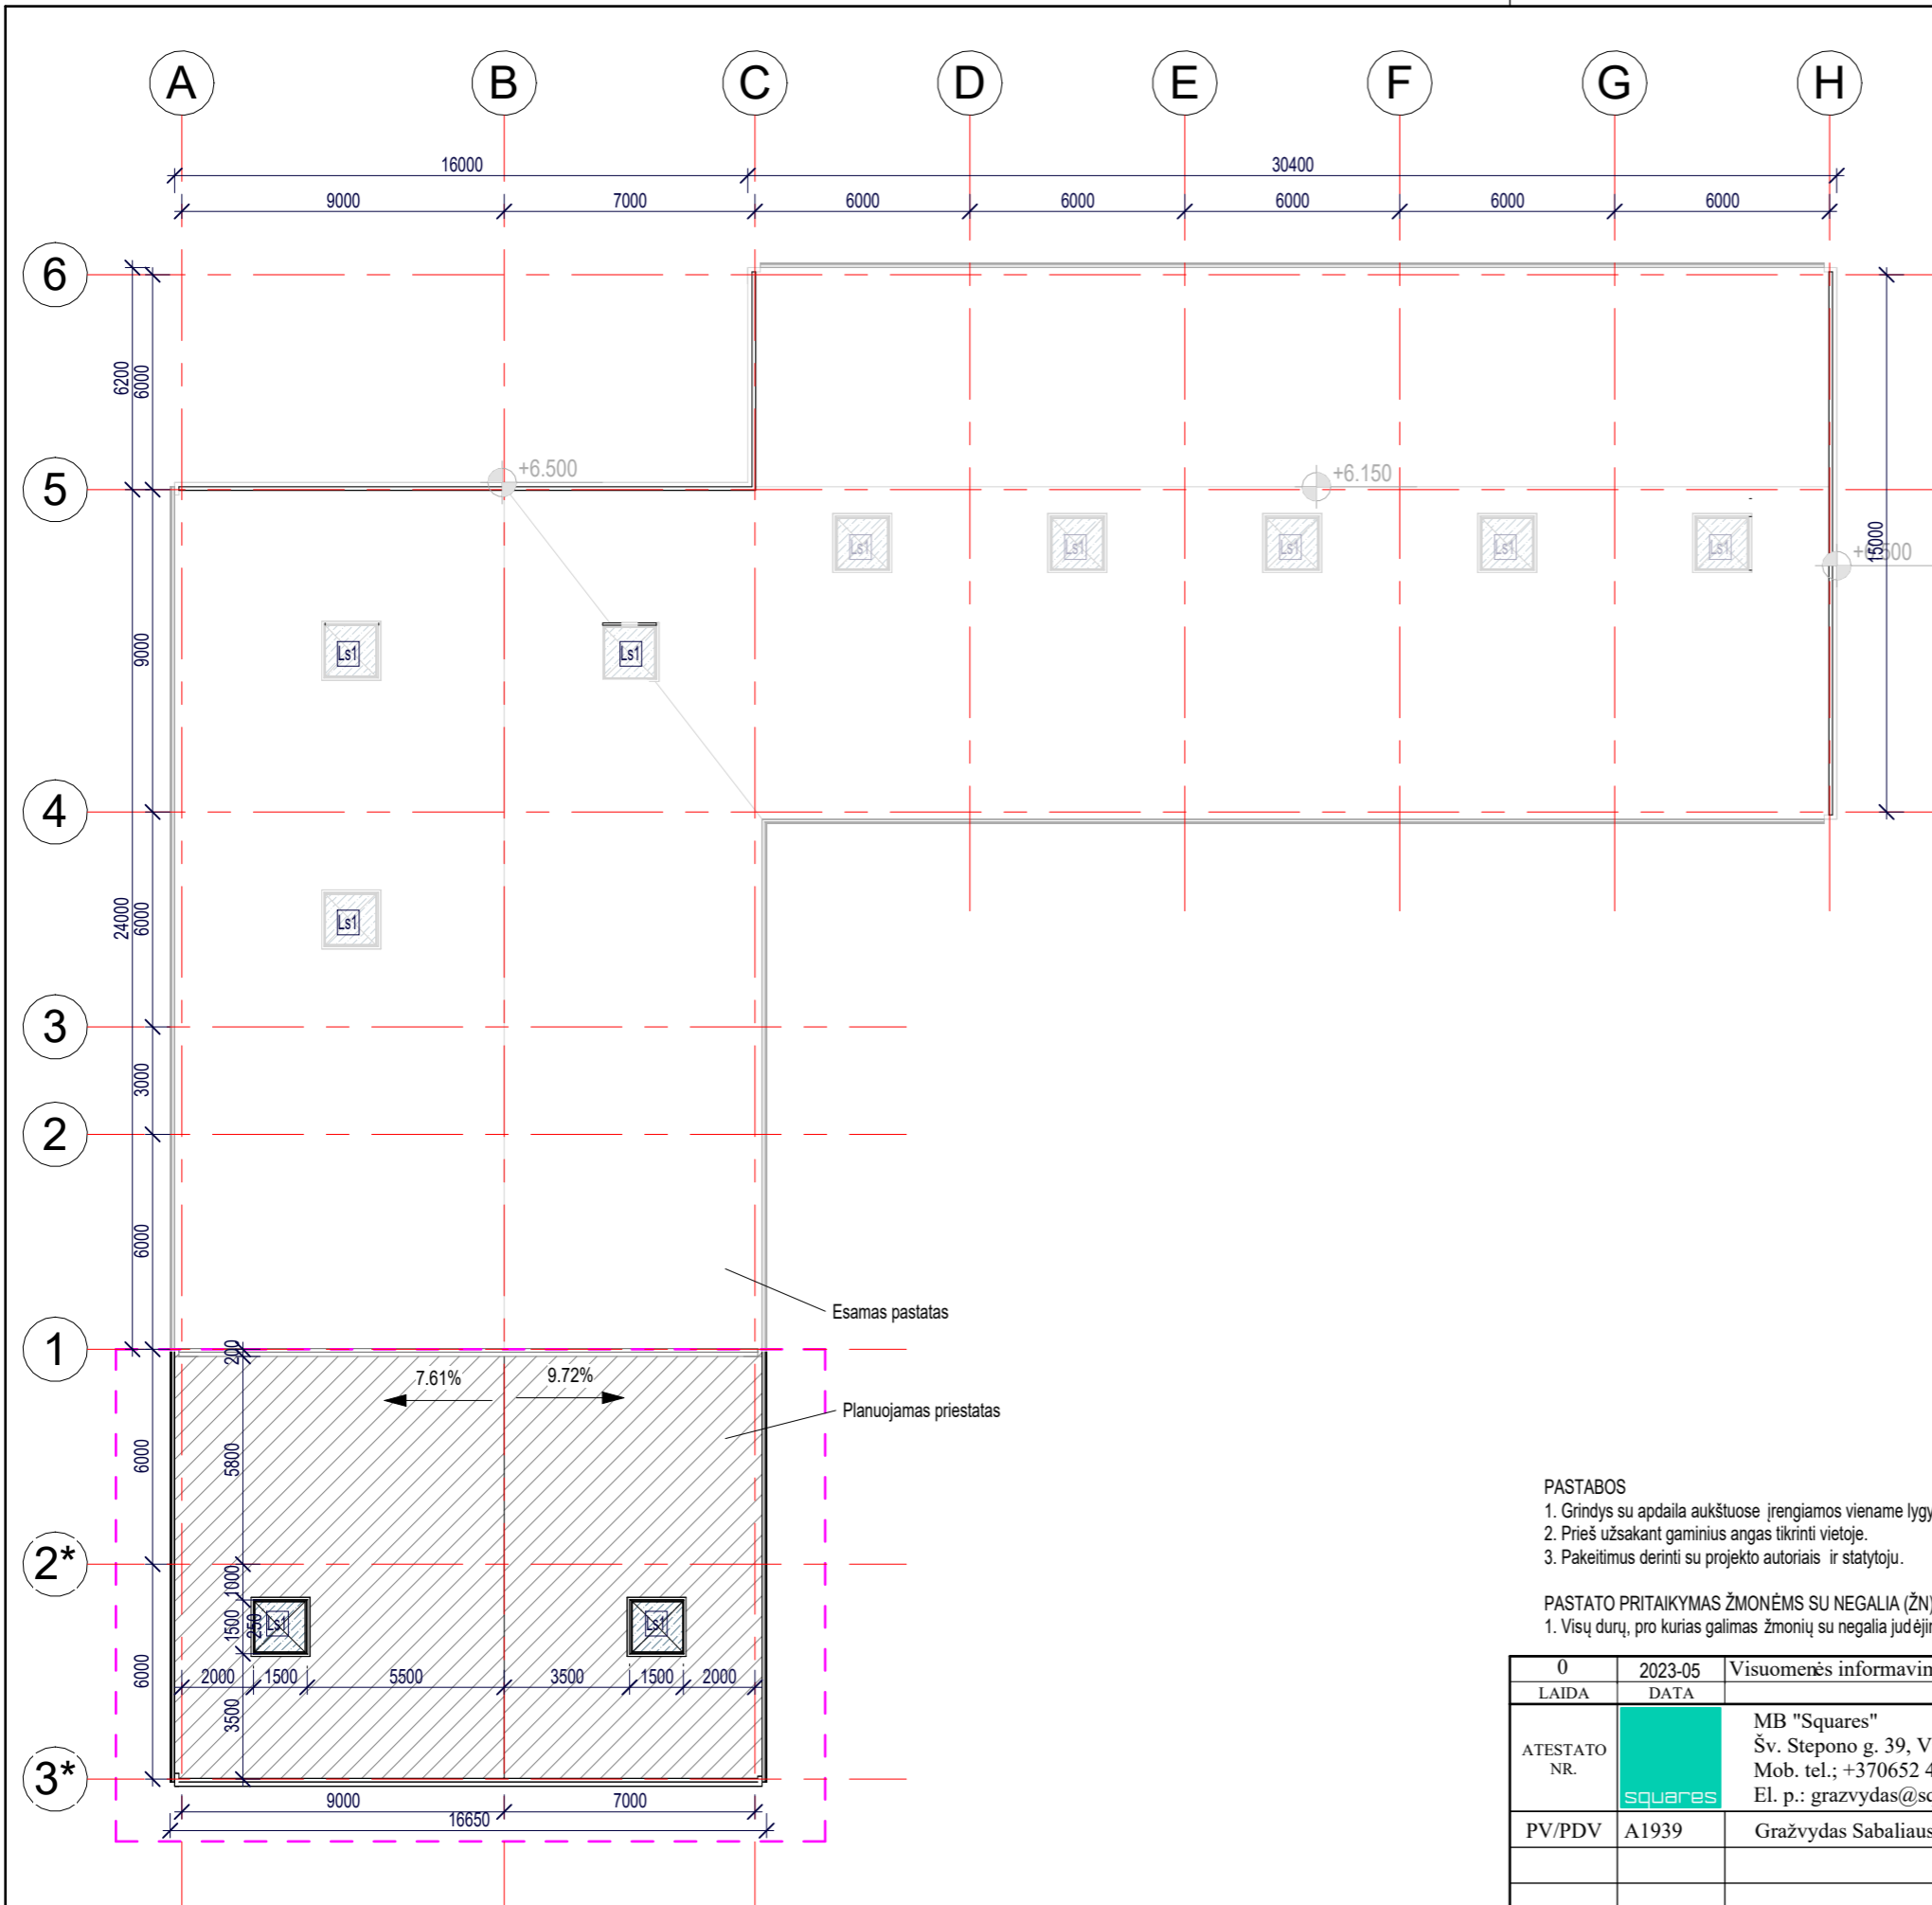 A B C D E F G H
16000 30400
9000 7000 6000 6000 6000 6000 6000
6
6200 6000
5
+6.500
+6.150
Ls1 Ls1 Ls1 Ls1 Ls1
15000
9000
Ls1 Ls1
4
24000 6000
Ls1
3
3000
2
6000
Esamas pastatas
1
200
7.61% 9.72%
Planuojamas priestatas
6000 5800
2*
1000
1500 250 Ls1 Ls1
6000
2000 1500 5500 3500 1500 2000
3500
3*
9000 7000
16650
PASTABOS
1. Grindys su apdaila aukštuose įrengiamos viename lygy
2. Prieš užsakant gaminius angas tikrinti vietoje.
3. Pakeitimus derinti su projekto autoriais ir statytoju.
PASTATO PRITAIKYMAS ŽMONĖMS SU NEGALIA (ŽN)
1. Visų durų, pro kurias galimas žmonių su negalia judėjim
0 2023-05 Visuomenės informavim
LAIDA DATA
ATESTATO NR.
squares
MB "Squares"
Šv. Stepono g. 39, V
Mob. tel.; +370652 4
El. p.: grazvydas@sq
PV/PDV A1939 Gražvydas Sabaliaus